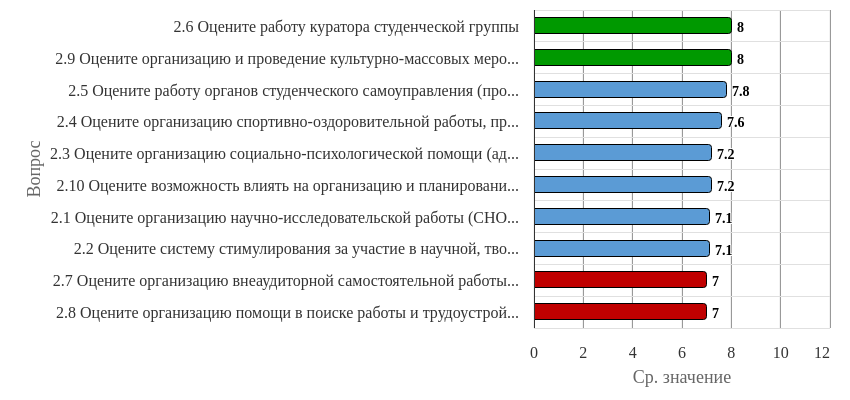 2.6 Оцените работу куратора студенческой группы 8
2.9 Оцените организацию и проведение культурно-массовых меро... 8
2.5 Оцените работу органов студенческого самоуправления (про... 7.8
2.4 Оцените организацию спортивно-оздоровительной работы, пр... 7.6
2.3 Оцените организацию социально-психологической помощи (ад... 7.2
2.10 Оцените возможность влиять на организацию и планировани... 7.2
2.1 Оцените организацию научно-исследовательской работы (СНО... 7.1
2.2 Оцените систему стимулирования за участие в научной, тво... 7.1
2.7 Оцените организацию внеаудиторной самостоятельной работы... 7
2.8 Оцените организацию помощи в поиске работы и трудоустрой... 7
Вопрос
0 2 4 6 8 10 12
Ср. значение